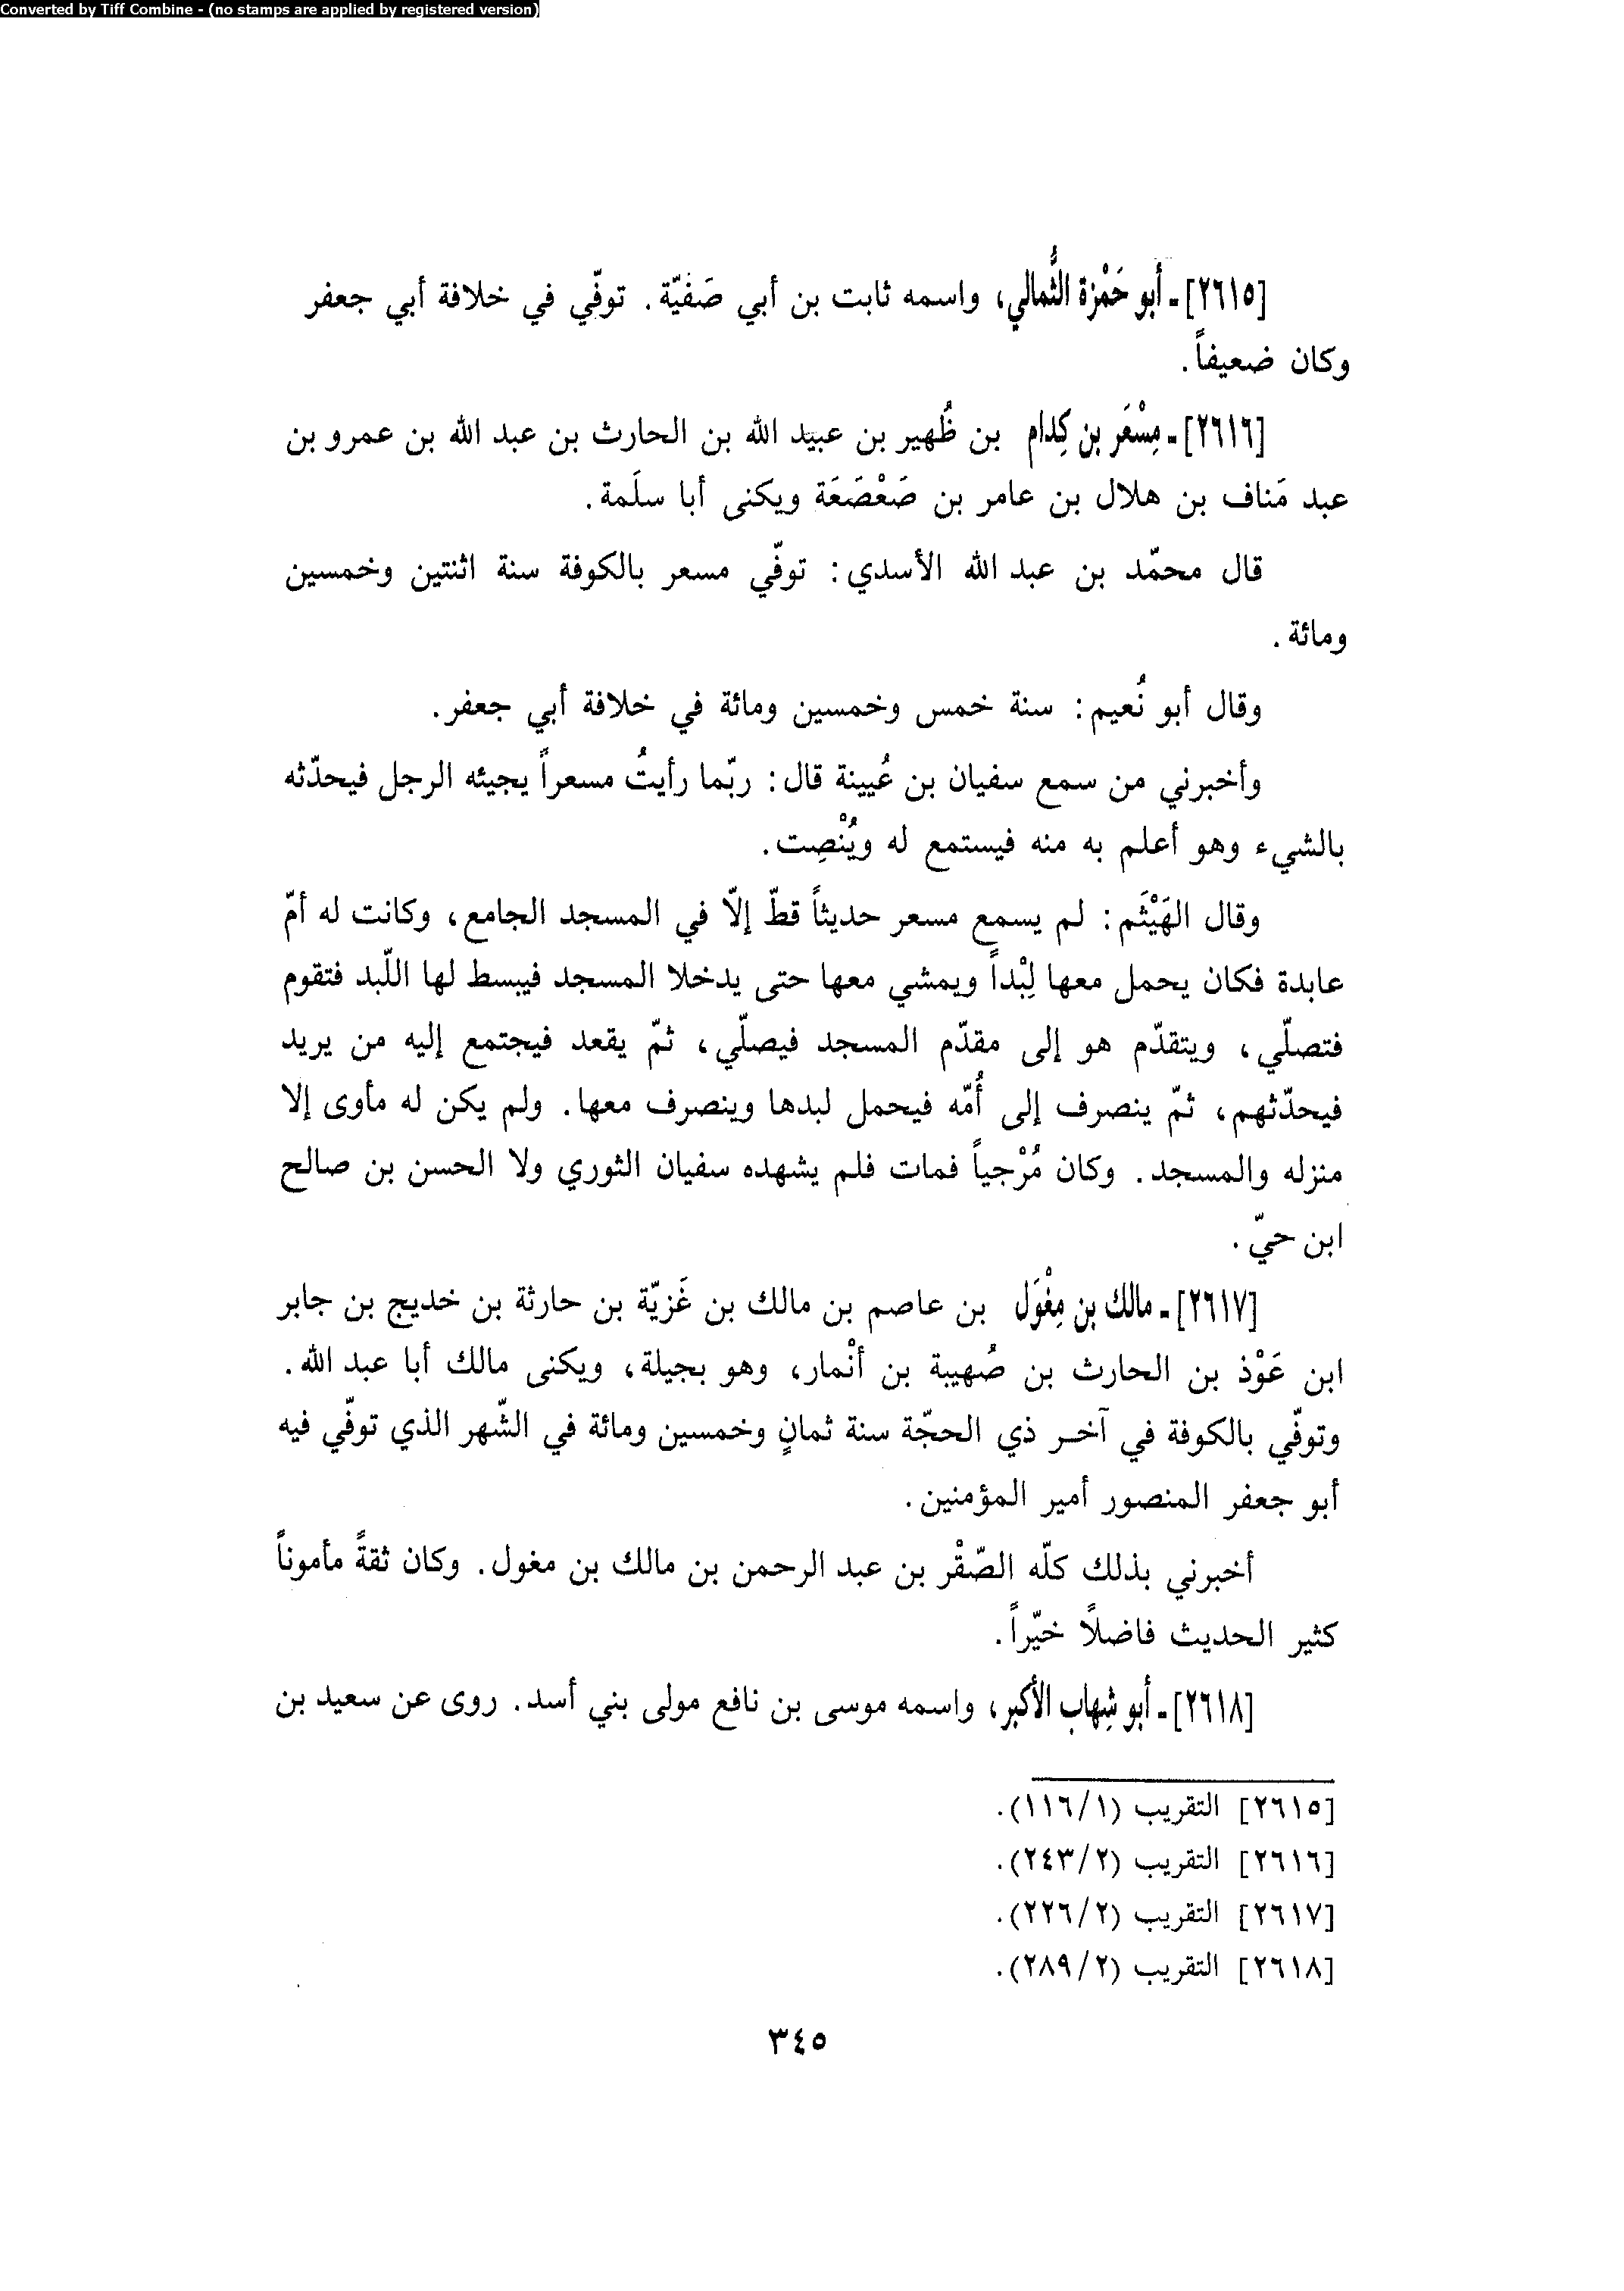 Converted by Tiff Combine - (no stamps are applied by registered version)
[٢٦١٥]ـ أبو حَمْزة الثُّمالي، واسمه ثابت بن أبي صَفيّة. توفّي في خلافة أبي جعفر
وكان ضعيفاً.
[٢٦١٦]ـ مِسْعَر بن كِدام بن ظُهير بن عبيد الله بن الحارث بن عبد الله بن عمرو بن
عبد مَناف بن هلال بن عامر بن صَعْصَعَة ويكنى أبا سلَمة.
قال محمّد بن عبد الله الأسدي: توفّي مسعر بالكوفة سنة اثنتين وخمسين
ومائة.
وقال أبو نُعيم: سنة خمس وخمسين ومائة في خلافة أبي جعفر.
وأخبرني من سمع سفيان بن عُيينة قال: ربّما رأيتُ مسعراً يجيئه الرجل فيحدّثه
بالشيء وهو أعلم به منه فيستمع له ويُنْصِت.
وقال الهَيْثَم: لم يسمع مسعر حديثاً قطّ إلّا في المسجد الجامع، وكانت له أمّ
عابدة فكان يحمل معها لِبْداً ويمشي معها حتى يدخلا المسجد فيبسط لها اللّبد فتقوم
فتصلّي، ويتقدّم هو إلى مقدّم المسجد فيصلّي، ثمّ يقعد فيجتمع إليه من يريد
فيحدّثهم، ثمّ ينصرف إلى أُمّه فيحمل لبدها وينصرف معها. ولم يكن له مأوى إلا
منزله والمسجد. وكان مُرْجياً فمات فلم يشهده سفيان الثوري ولا الحسن بن صالح
ابن حيّ.
[٢٦١٧]ـ مالك بن مِغْوَل بن عاصم بن مالك بن غَزيّة بن حارثة بن خديج بن جابر
ابن عَوْذ بن الحارث بن صُهيبة بن أنْمار، وهو بجيلة، ويكنى مالك أبا عبد الله.
وتوفّي بالكوفة في آخر ذي الحجّة سنة ثمانٍ وخمسين ومائة في الشّهر الذي توفّي فيه
أبو جعفر المنصور أمير المؤمنين.
أخبرني بذلك كلّه الصّقْر بن عبد الرحمن بن مالك بن مغول. وكان ثقةً مأموناً
كثير الحديث فاضلًا خيّراً.
[٢٦١٨]ـ أبو شِهاب الأكبر، واسمه موسى بن نافع مولى بني أسد. روى عن سعيد بن
[٢٦١٥] التقريب (١١٦/١).
[٢٦١٦] التقريب (٢٤٣/٢).
[٢٦١٧] التقريب (٢٢٦/٢).
[٢٦١٨] التقريب (٢٨٩/٢).
٣٤٥